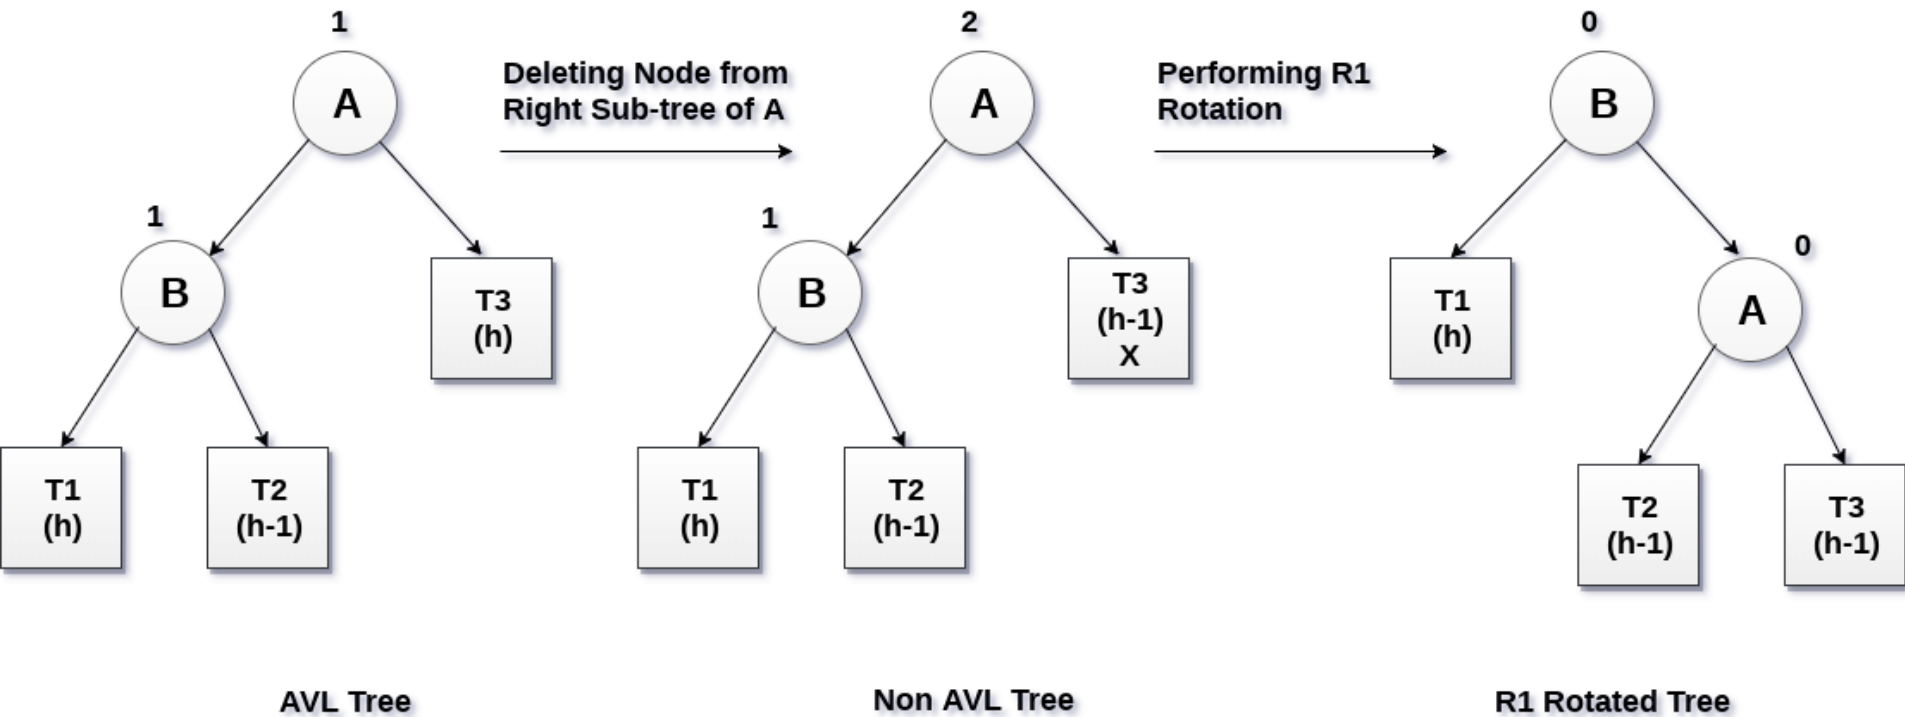 1
A
1
B
T3
(h)
T1
(h)
T2
(h-1)
AVL Tree
Deleting Node from
Right Sub-tree of A
2
A
1
B
T3
(h-1)
X
T1
(h)
T2
(h-1)
Non AVL Tree
Performing R1
Rotation
0
B
T1
(h)
0
A
T2
(h-1)
T3
(h-1)
R1 Rotated Tree